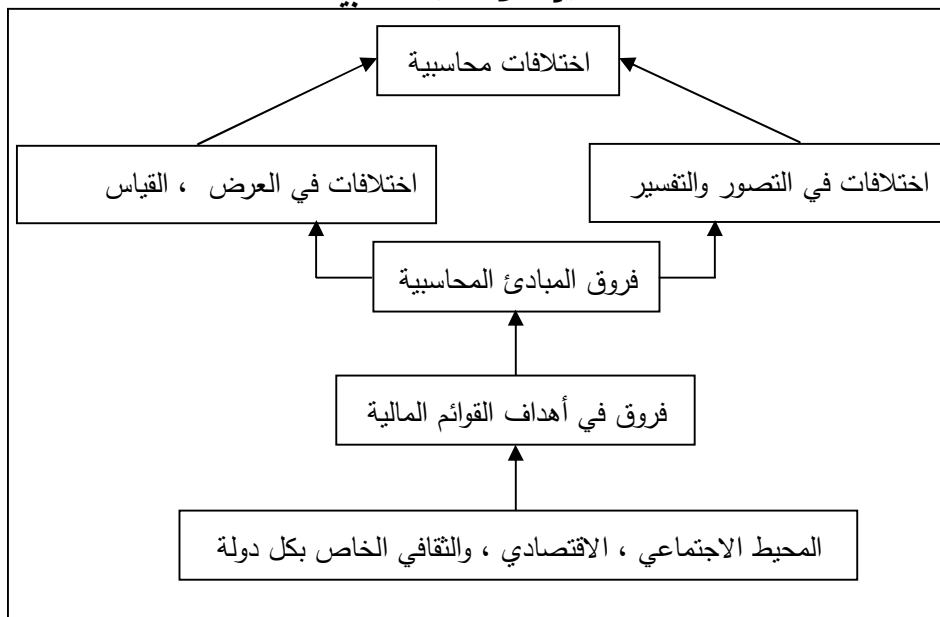 اختلافات محاسبية
اختلافات في التصور والتفسير
اختلافات في العرض ، القياس
فروق المبادئ المحاسبية
فروق في أهداف القوائم المالية
المحيط الاجتماعي ، الاقتصادي ، والثقافي الخاص بكل دولة